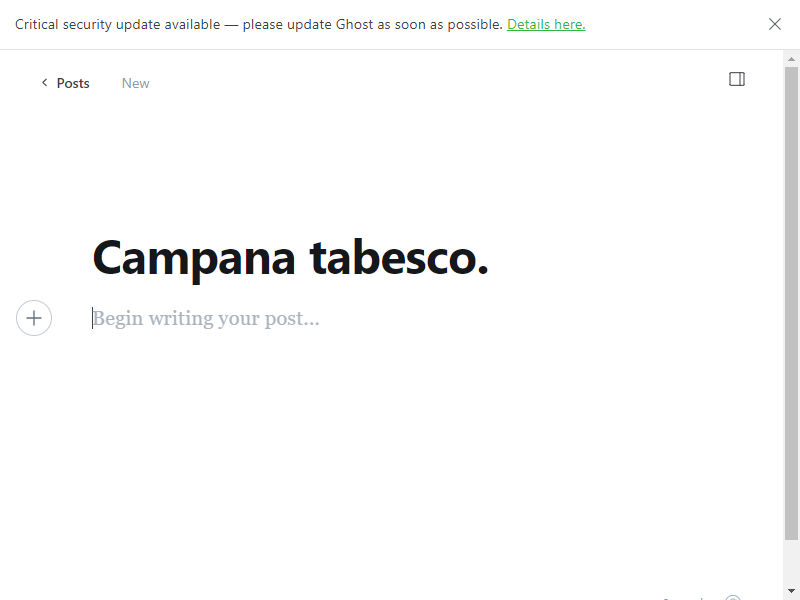 Critical security update available — please update Ghost as soon as possible. Details here.
Posts
New
Campana tabesco.
Begin writing your post...